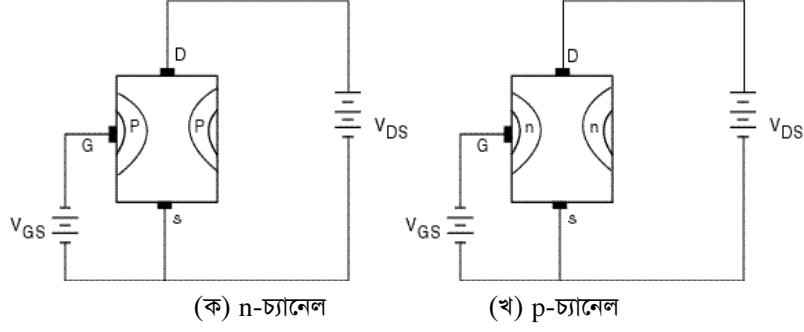 D D
P P n n
G G
V_DS V_DS
s s
V_GS V_GS
(ক) n-চ্যানেল (খ) p-চ্যানেল